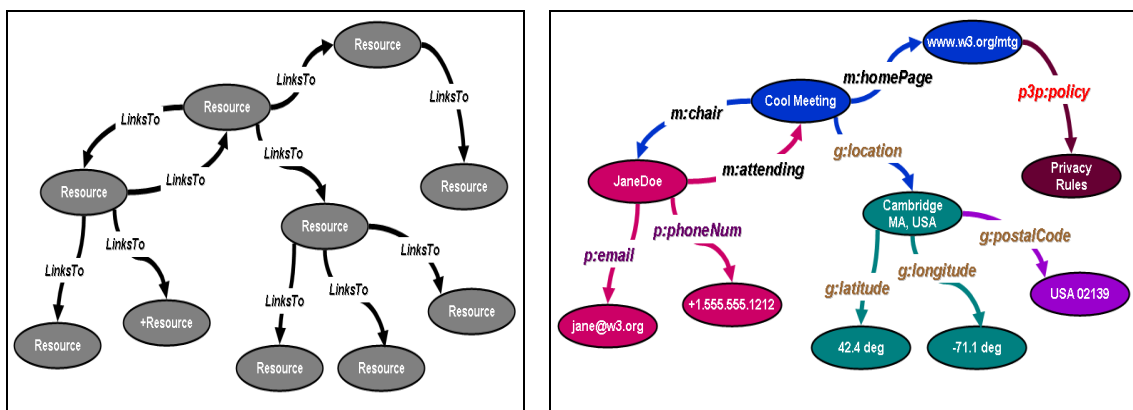 Resource
LinksTo
Resource
LinksTo
LinksTo
LinksTo
LinksTo
Resource
LinksTo
Resource
Resource
LinksTo
LinksTo
LinksTo
LinksTo
LinksTo
Resource
+Resource
Resource
Resource
Resource
www.w3.org/mtg
m:homePage
p3p:policy
Cool Meeting
m:chair
g:location
m:attending
Privacy
Rules
JaneDoe
Cambridge
MA, USA
p:phoneNum
g:postalCode
p:email
g:longitude
g:latitude
USA 02139
+1.555.555.1212
jane@w3.org
42.4 deg
-71.1 deg